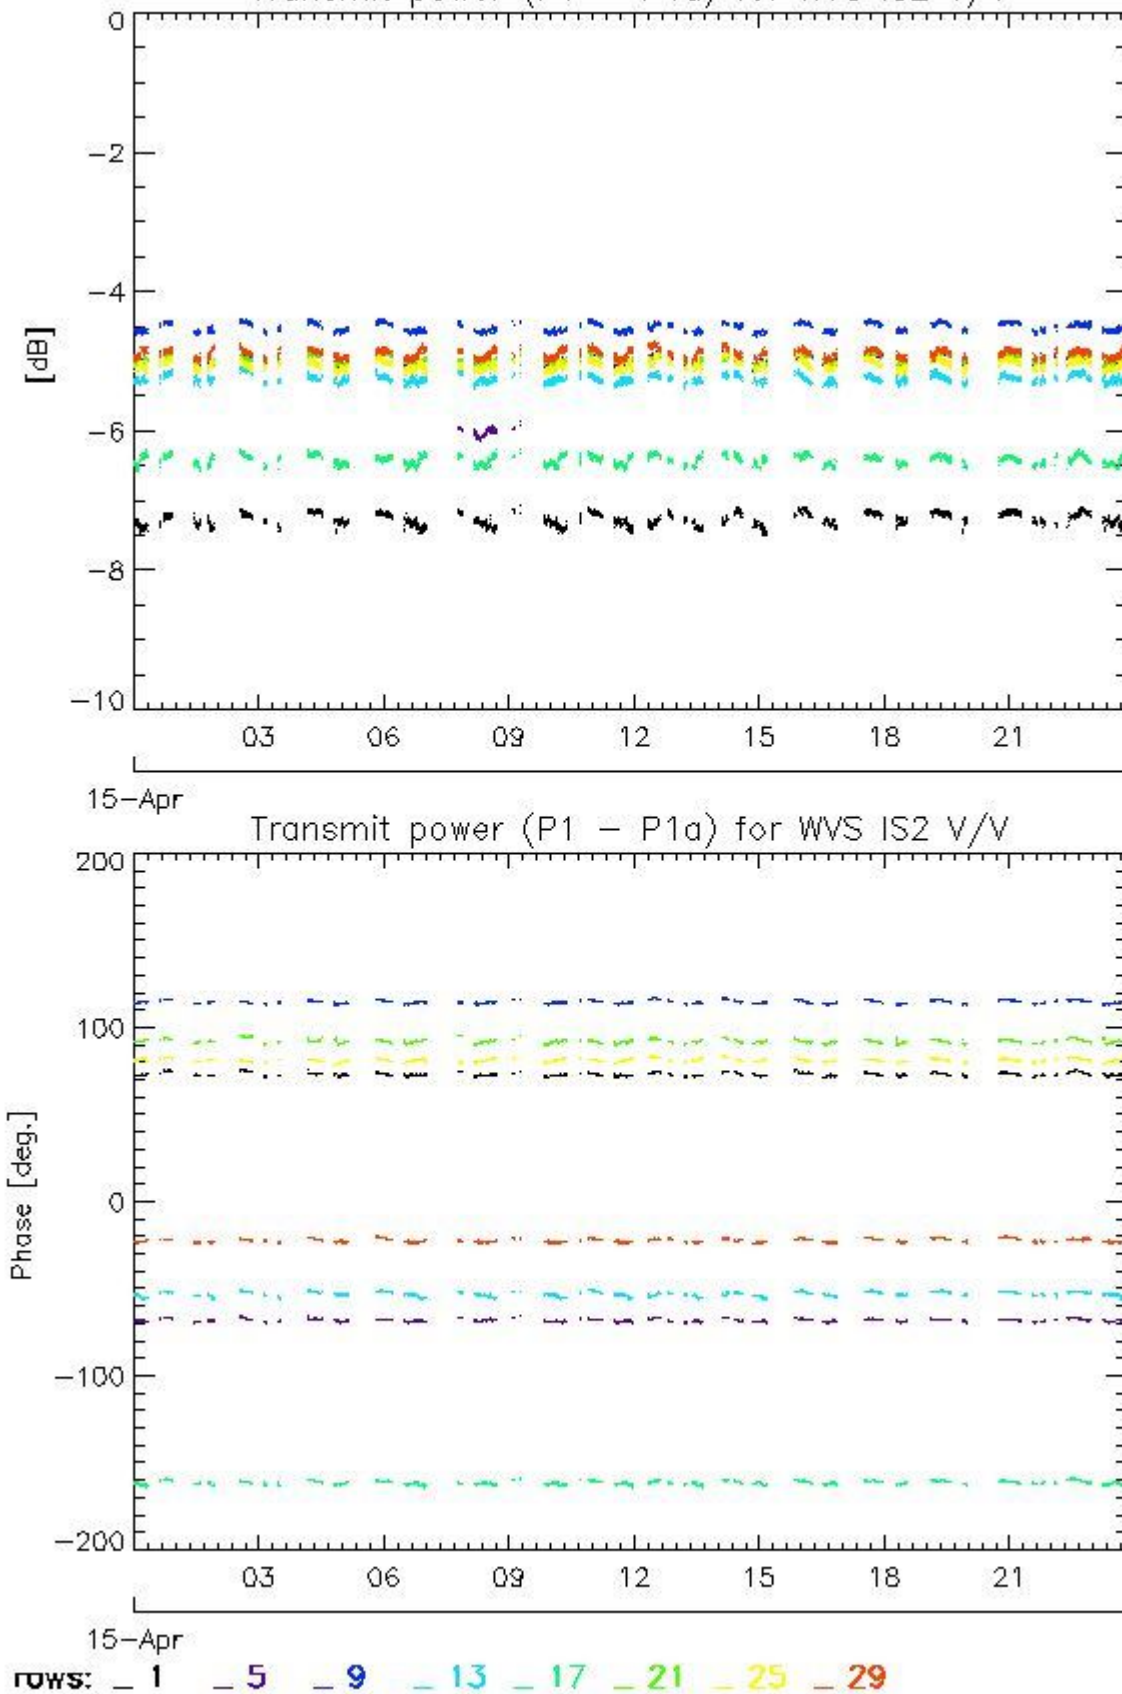 0
-2
-4
[dB]
-6
-8
-10
03 06 09 12 15 18 21
15-Apr
Transmit power (P1 - P1a) for WVS IS2 V/V
200
100
Phase [deg.]
0
-100
-200
03 06 09 12 15 18 21
15-Apr
rows: _ 1 _ 5 _ 9 _ 13 _ 17 _ 21 _ 25 _ 29